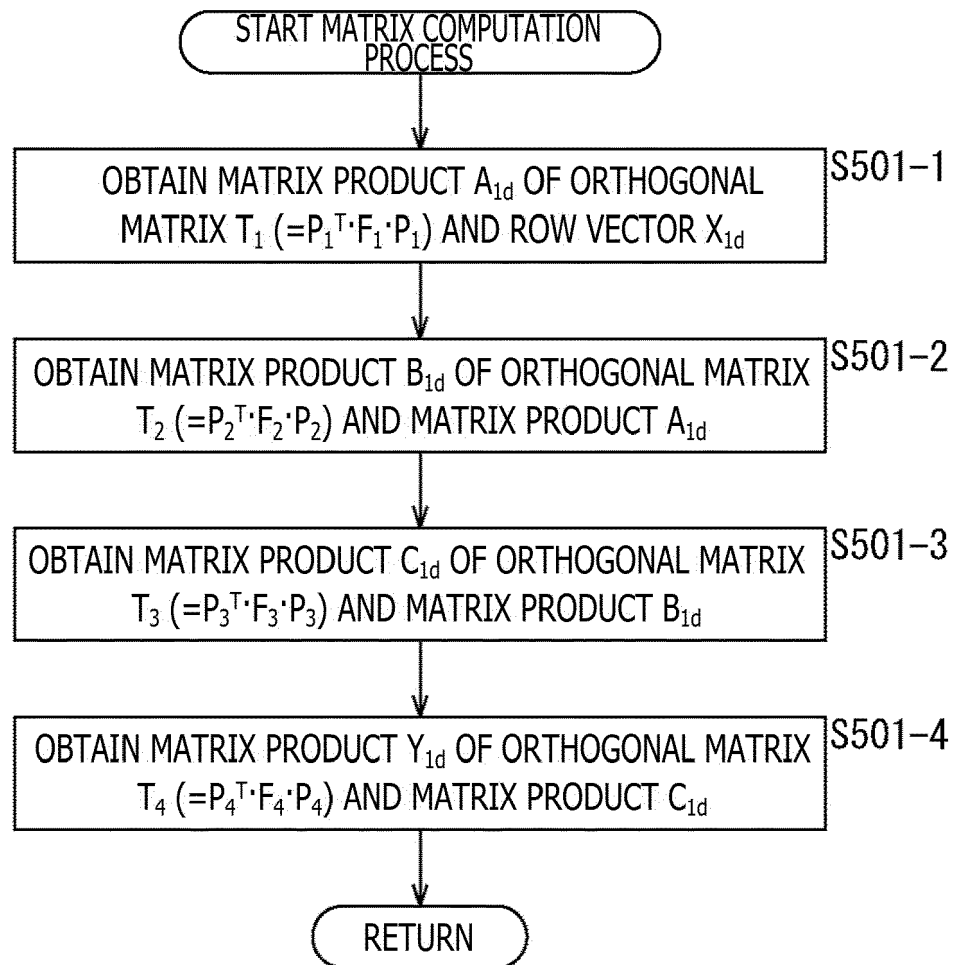 START MATRIX COMPUTATION
PROCESS
OBTAIN MATRIX PRODUCT A₁d OF ORTHOGONAL
MATRIX T₁ (=P₁ᵀ·F₁·P₁) AND ROW VECTOR X₁d
S501-1
OBTAIN MATRIX PRODUCT B₁d OF ORTHOGONAL MATRIX
T₂ (=P₂ᵀ·F₂·P₂) AND MATRIX PRODUCT A₁d
S501-2
OBTAIN MATRIX PRODUCT C₁d OF ORTHOGONAL MATRIX
T₃ (=P₃ᵀ·F₃·P₃) AND MATRIX PRODUCT B₁d
S501-3
OBTAIN MATRIX PRODUCT Y₁d OF ORTHOGONAL MATRIX
T₄ (=P₄ᵀ·F₄·P₄) AND MATRIX PRODUCT C₁d
S501-4
RETURN